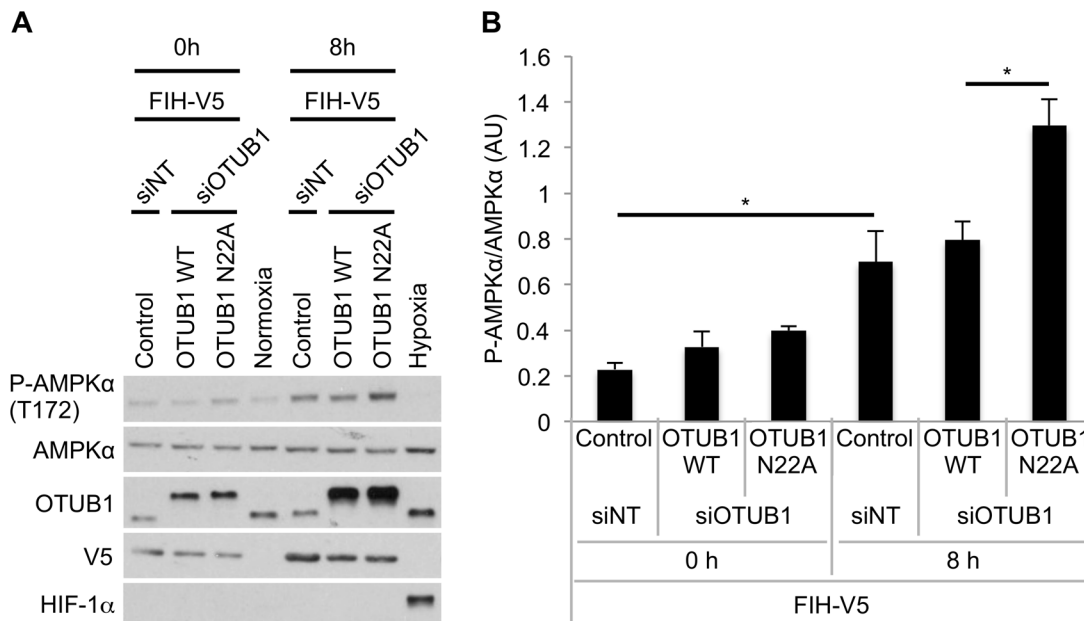 A
0h
8h
FIH-V5
FIH-V5
siNT
siOTUB1
siNT
siOTUB1
Control
OTUB1 WT
OTUB1 N22A
Normoxia
Control
OTUB1 WT
OTUB1 N22A
Hypoxia
P-AMPKα
(T172)
AMPKα
OTUB1
V5
HIF-1α
B
P-AMPKα/AMPKα (AU)
1.6
1.4
1.2
1
0.8
0.6
0.4
0.2
0
*
*
Control
OTUB1
WT
OTUB1
N22A
Control
OTUB1
WT
OTUB1
N22A
siNT
siOTUB1
siNT
siOTUB1
0 h
8 h
FIH-V5